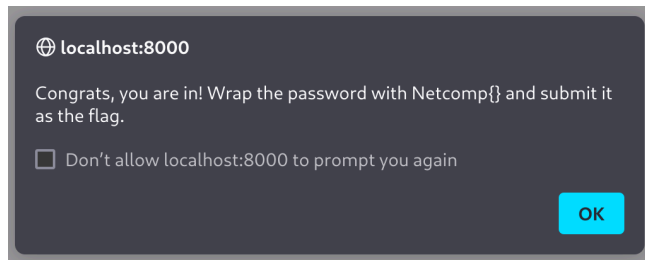 localhost:8000
Congrats, you are in! Wrap the password with Netcomp{} and submit it
as the flag.
Don't allow localhost:8000 to prompt you again
OK